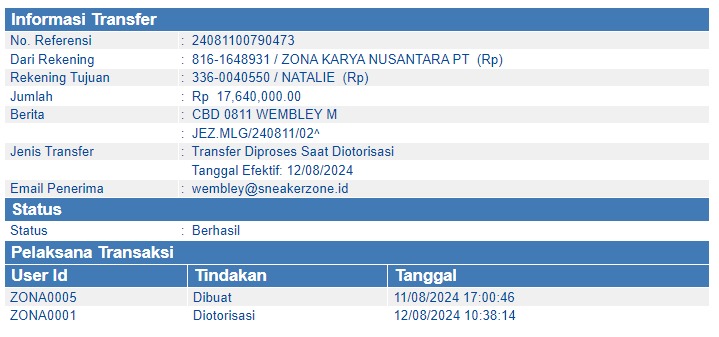 Informasi Transfer
No. Referensi : 24081100790473
Dari Rekening : 816-1648931 / ZONA KARYA NUSANTARA PT (Rp)
Rekening Tujuan : 336-0040550 / NATALIE (Rp)
Jumlah : Rp 17,640,000.00
Berita : CBD 0811 WEMBLEY M
: JEZ.MLG/240811/02^
Jenis Transfer : Transfer Diproses Saat Diotorisasi
Tanggal Efektif: 12/08/2024
Email Penerima : wembley@sneakerzone.id
Status
Status : Berhasil
Pelaksana Transaksi
User Id Tindakan Tanggal
ZONA0005 Dibuat 11/08/2024 17:00:46
ZONA0001 Diotorisasi 12/08/2024 10:38:14